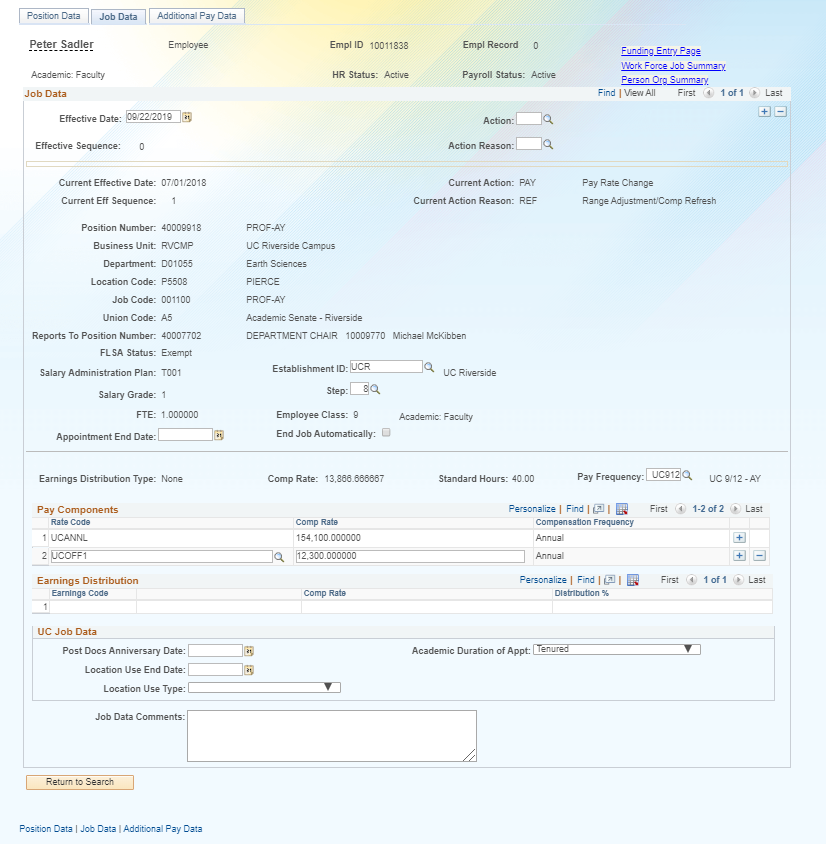 Position Data Job Data Additional Pay Data
Peter Sadler Employee Empl ID 10011838 Empl Record 0 Funding Entry Page
Work Force Job Summary
Academic: Faculty HR Status: Active Payroll Status: Active Person Org Summary
Job Data Find | View All First 1 of 1 Last
Effective Date: 09/22/2019 Action:
Effective Sequence: 0 Action Reason:
Current Effective Date: 07/01/2018 Current Action: PAY Pay Rate Change
Current Eff Sequence: 1 Current Action Reason: REF Range Adjustment/Comp Refresh
Position Number: 40009918 PROF-AY
Business Unit: RVCMP UC Riverside Campus
Department: D01055 Earth Sciences
Location Code: P5508 PIERCE
Job Code: 001100 PROF-AY
Union Code: A5 Academic Senate - Riverside
Reports To Position Number: 40007702 DEPARTMENT CHAIR 10009770 Michael McKibben
FLSA Status: Exempt
Salary Administration Plan: T001 Establishment ID: UCR UC Riverside
Salary Grade: 1 Step: 8
FTE: 1.000000 Employee Class: 9 Academic: Faculty
Appointment End Date: End Job Automatically:
Earnings Distribution Type: None Comp Rate: 13,866.666667 Standard Hours: 40.00 Pay Frequency: UC912 UC 9/12 - AY
Pay Components Personalize | Find | | First 1-2 of 2 Last
Rate Code Comp Rate Compensation Frequency
1 UCANNL 154,100.000000 Annual
2 UCOFF1 12,300.000000 Annual
Earnings Distribution Personalize | Find | | First 1 of 1 Last
Earnings Code Comp Rate Distribution %
1
UC Job Data
Post Docs Anniversary Date: Academic Duration of Appt: Tenured
Location Use End Date:
Location Use Type:
Job Data Comments:
Return to Search
Position Data | Job Data | Additional Pay Data